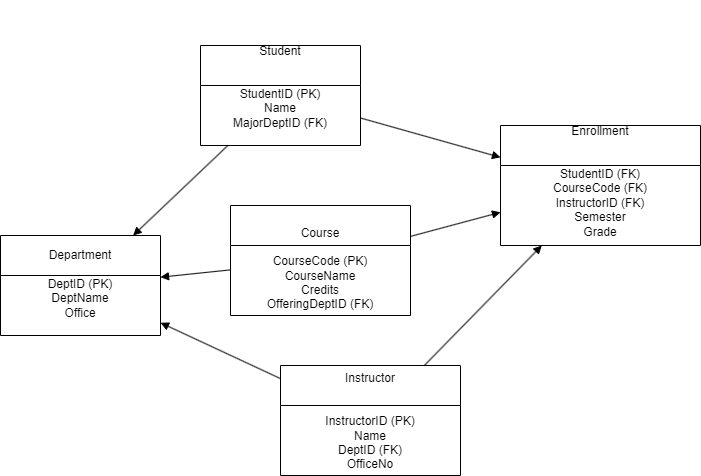 Student
StudentID (PK)
Name
MajorDeptID (FK)
Enrollment
StudentID (FK)
CourseCode (FK)
InstructorID (FK)
Semester
Grade
Course
CourseCode (PK)
CourseName
Credits
OfferingDeptID (FK)
Department
DeptID (PK)
DeptName
Office
Instructor
InstructorID (PK)
Name
DeptID (FK)
OfficeNo